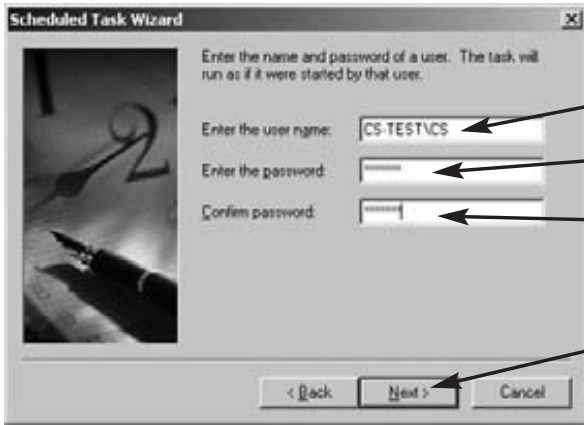 Scheduled Task Wizard
Enter the name and password of a user. The task will
run as if it were started by that user.
Enter the user name: CS-TEST\CS
Enter the password: ********
Confirm password: ********
< Back
Next >
Cancel